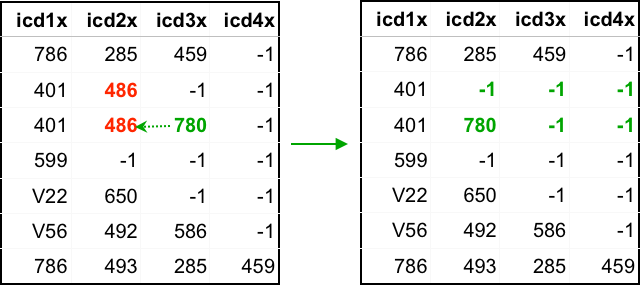 icd1x icd2x icd3x icd4x
786 285 459 -1
401 486 -1 -1
401 486 780 -1
599 -1 -1 -1
V22 650 -1 -1
V56 492 586 -1
786 493 285 459
icd1x icd2x icd3x icd4x
786 285 459 -1
401 -1 -1 -1
401 780 -1 -1
599 -1 -1 -1
V22 650 -1 -1
V56 492 586 -1
786 493 285 459